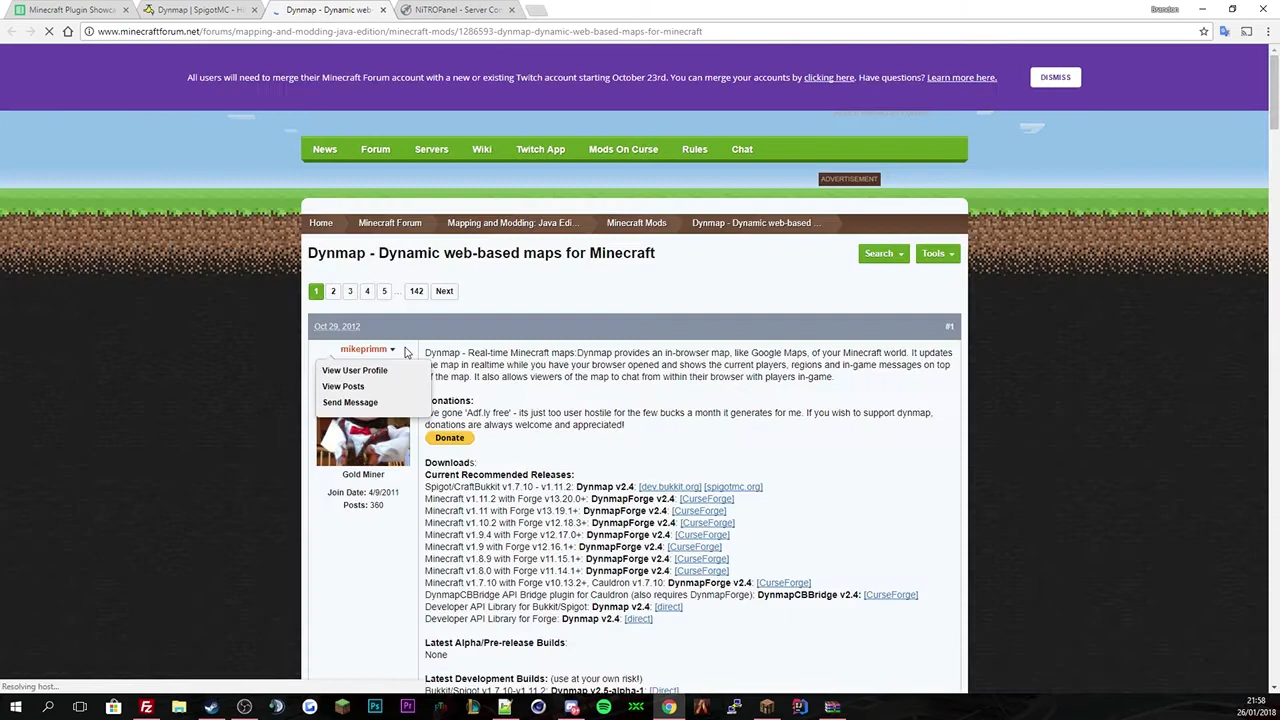 Minecraft Plugin Showca
Dynmap | SpigotMC - Hi
Dynmap - Dynamic web-
NiTROPanel - Server Con
Brandon
www.minecraftforum.net/forums/mapping-and-modding-java-edition/minecraft-mods/1286593-dynmap-dynamic-web-based-maps-for-minecraft
All users will need to merge their Minecraft Forum account with a new or existing Twitch account starting October 23rd. You can merge your accounts by clicking here. Have questions? Learn more here.
DISMISS
News Forum Servers Wiki Twitch App Mods On Curse Rules Chat
ADVERTISEMENT
Home Minecraft Forum Mapping and Modding: Java Edi... Minecraft Mods Dynmap - Dynamic web-based ...
Dynmap - Dynamic web-based maps for Minecraft
Search
Tools
1 2 3 4 5 ... 142 Next
Oct 29, 2012
#1
mikeprimm
View User Profile
View Posts
Send Message
Gold Miner
Join Date: 4/9/2011
Posts: 360
Dynmap - Real-time Minecraft maps:Dynmap provides an in-browser map, like Google Maps, of your Minecraft world. It updates
he map in realtime while you have your browser opened and shows the current players, regions and in-game messages on top
f the map. It also allows viewers of the map to chat from within their browser with players in-game.
onations:
ve gone 'Adf.ly free' - its just too user hostile for the few bucks a month it generates for me. If you wish to support dynmap,
donations are always welcome and appreciated!
Donate
Downloads:
Current Recommended Releases:
Spigot/CraftBukkit v1.7.10 - v1.11.2: Dynmap v2.4: [dev.bukkit.org] [spigotmc.org]
Minecraft v1.11.2 with Forge v13.20.0+: DynmapForge v2.4: [CurseForge]
Minecraft v1.11 with Forge v13.19.1+: DynmapForge v2.4: [CurseForge]
Minecraft v1.10.2 with Forge v12.18.3+: DynmapForge v2.4: [CurseForge]
Minecraft v1.9.4 with Forge v12.17.0+: DynmapForge v2.4: [CurseForge]
Minecraft v1.9 with Forge v12.16.1+: DynmapForge v2.4: [CurseForge]
Minecraft v1.8.9 with Forge v11.15.1+: DynmapForge v2.4: [CurseForge]
Minecraft v1.8.0 with Forge v11.14.1+: DynmapForge v2.4: [CurseForge]
Minecraft v1.7.10 with Forge v10.13.2+, Cauldron v1.7.10: DynmapForge v2.4: [CurseForge]
DynmapCBBridge API Bridge plugin for Cauldron (also requires DynmapForge): DynmapCBBridge v2.4: [CurseForge]
Developer API Library for Bukkit/Spigot: Dynmap v2.4: [direct]
Developer API Library for Forge: Dynmap v2.4: [direct]
Latest Alpha/Pre-release Builds:
None
Latest Development Builds: (use at your own risk!)
Bukkit/Spigot v1.7.10-v1.11.2: Dynmap v2.5-alpha-1: [Direct]
Resolving host...
21:58
26/01/2018